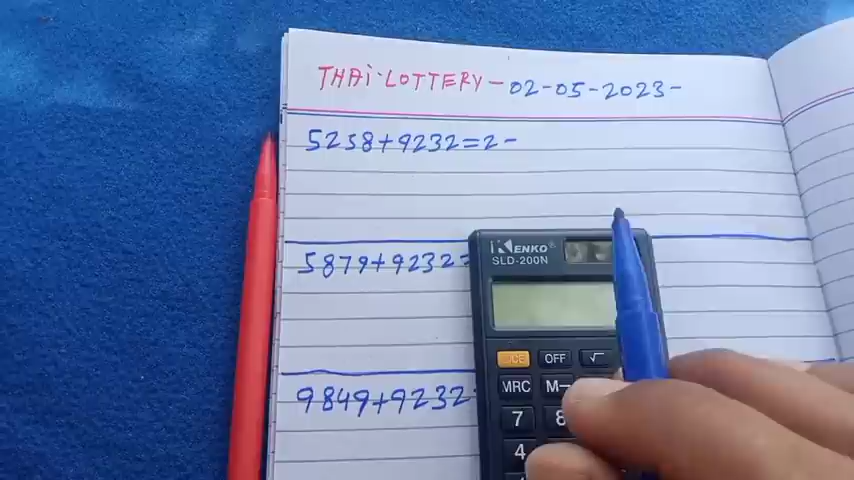 THAI LOTTERY - 02-05-2023-
5258+9232=2-
5879+9232=
9849+9232
KENKO®
SLD-200N
OFF
√
MRC
M-
7
8
4